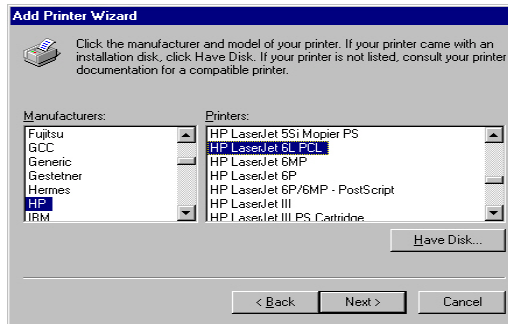 Add Printer Wizard
Click the manufacturer and model of your printer. If your printer came with an
installation disk, click Have Disk. If your printer is not listed, consult your printer
documentation for a compatible printer.
Manufacturers:
Fujitsu
GCC
Generic
Gestetner
Hermes
HP
IBM
Printers:
HP LaserJet 5Si Mopier PS
HP LaserJet 6L PCL
HP LaserJet 6MP
HP LaserJet 6P
HP LaserJet 6P/6MP - PostScript
HP LaserJet III
HP LaserJet III PS Cartridge
Have Disk...
< Back
Next >
Cancel